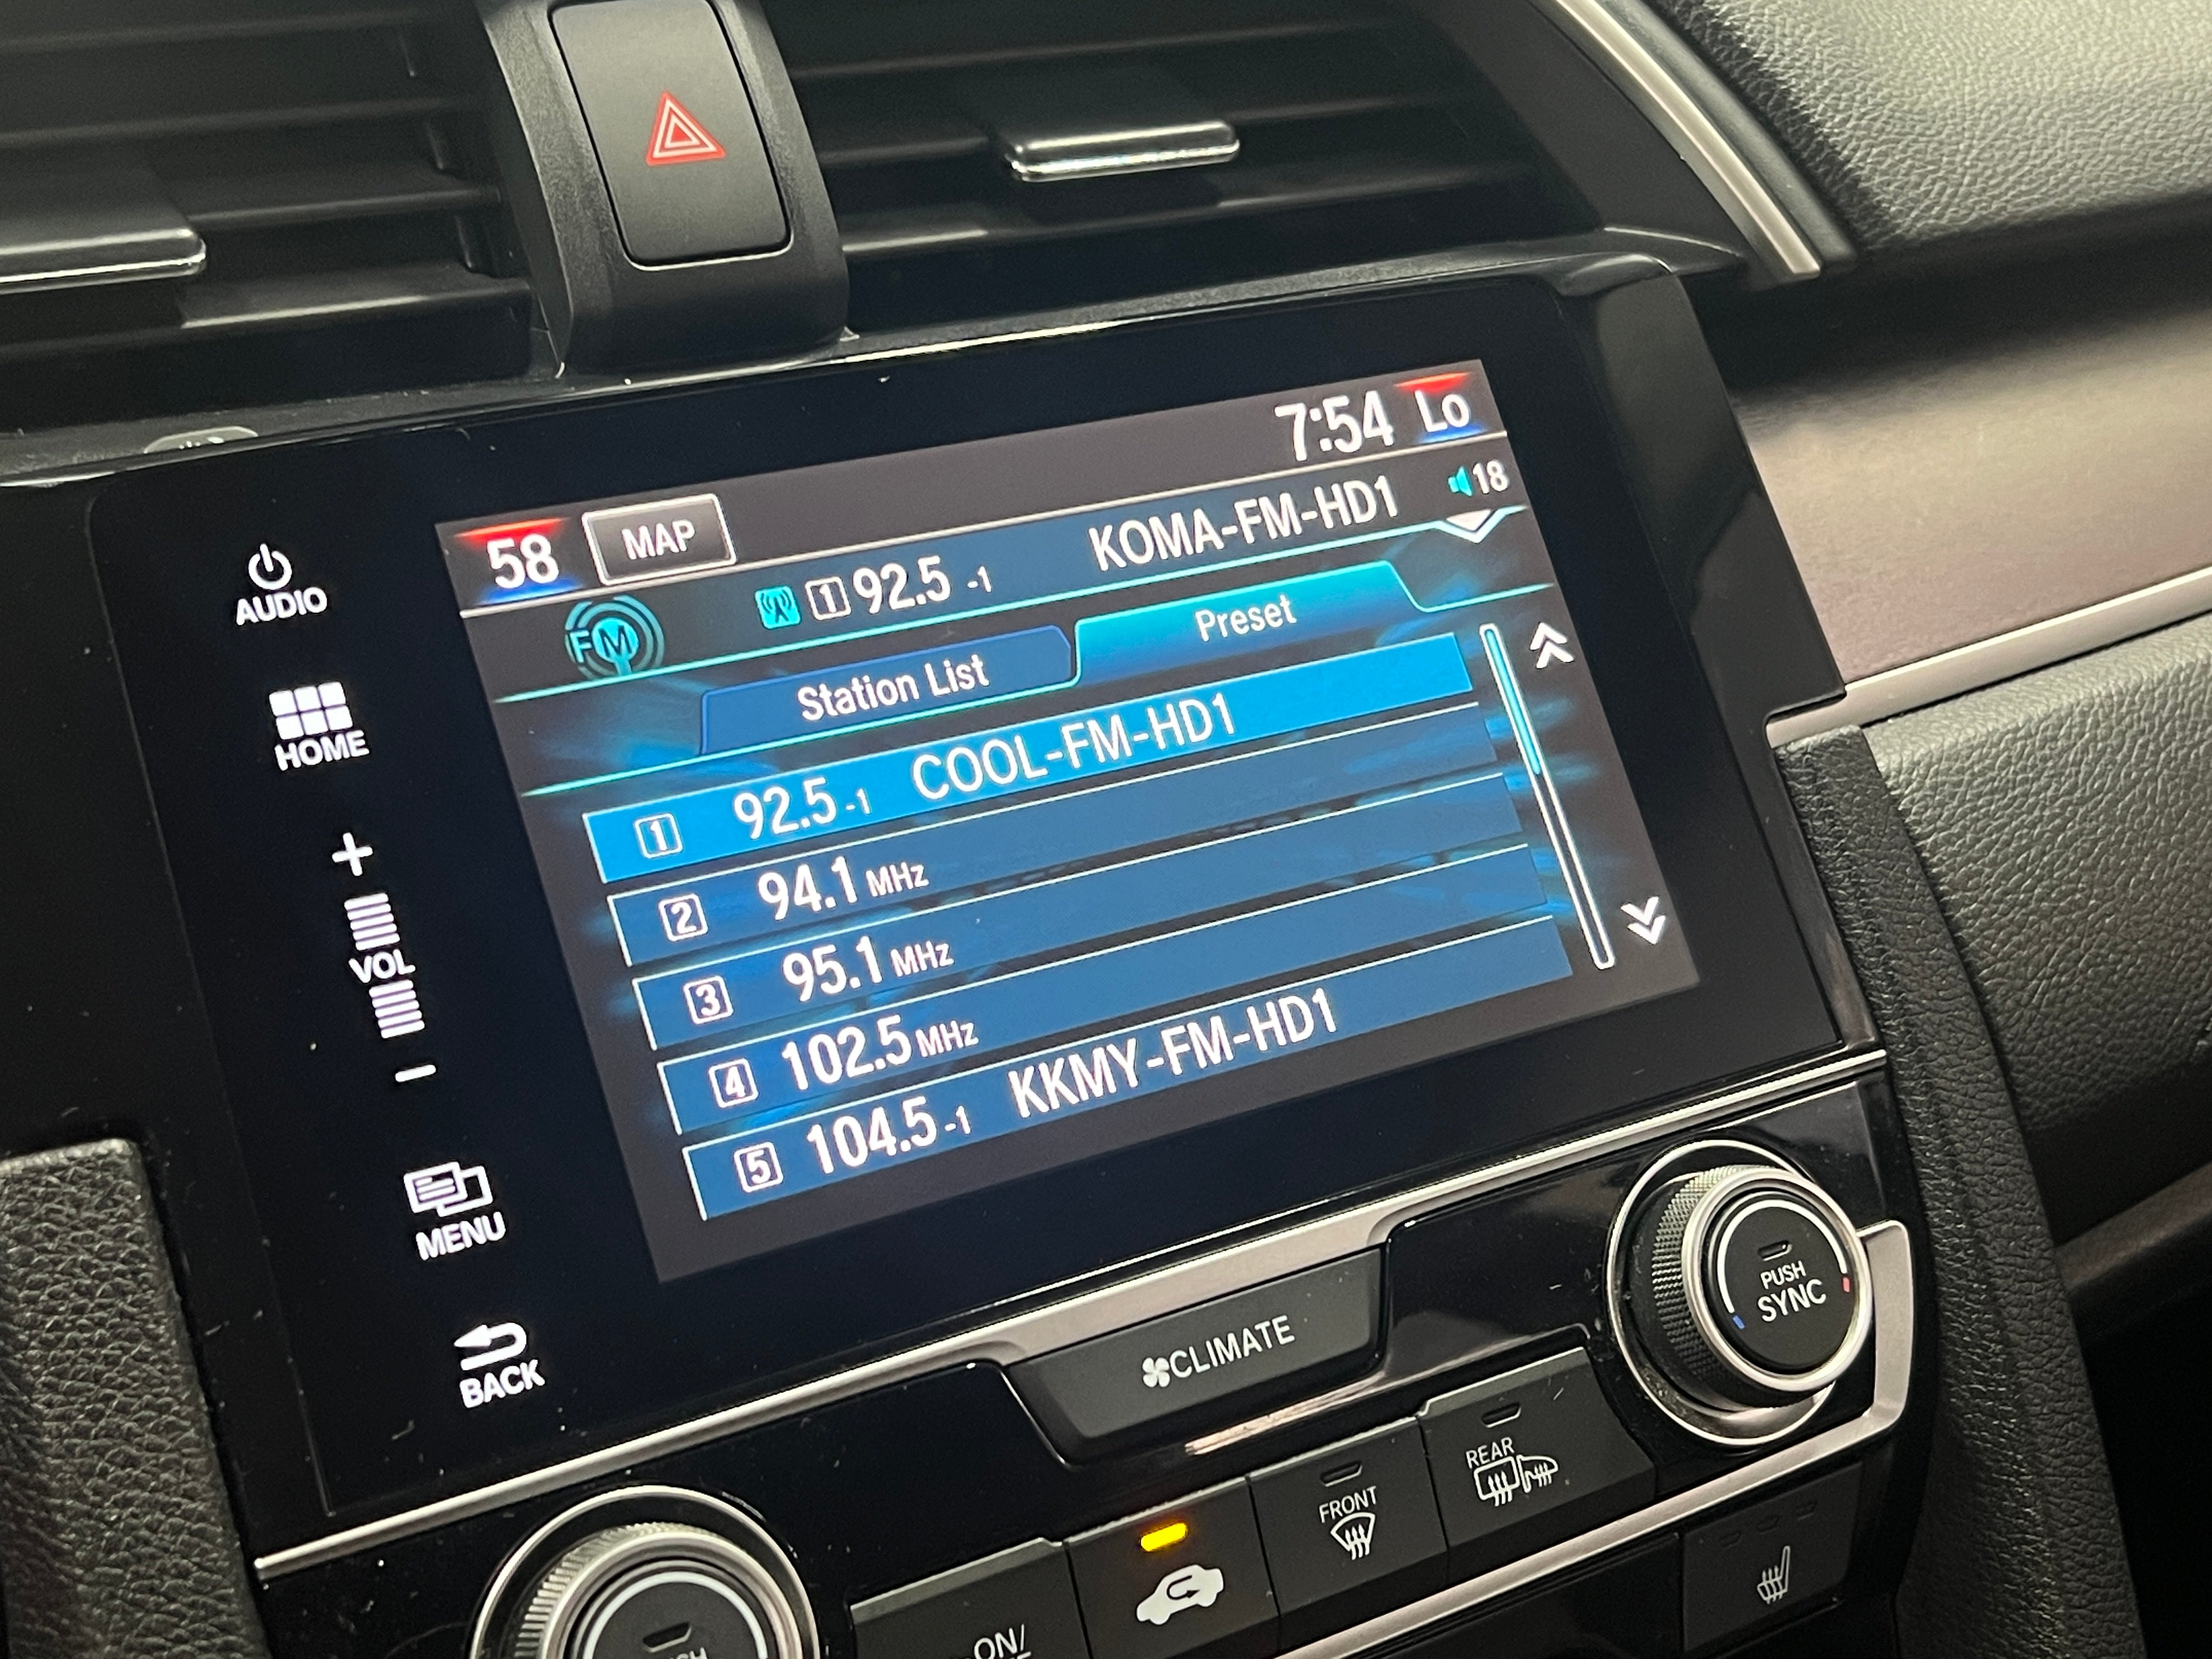 7:54 Lo
58 MAP
18
FM 1 92.5 -1 KOMA-FM-HD1
Station List Preset
1 92.5 -1 COOL-FM-HD1
2 94.1 MHz
3 95.1 MHz
4 102.5 MHz
5 104.5 -1 KKMY-FM-HD1
AUDIO
HOME
+
VOL
−
MENU
BACK
CLIMATE
PUSH
SYNC
REAR
FRONT
ON/